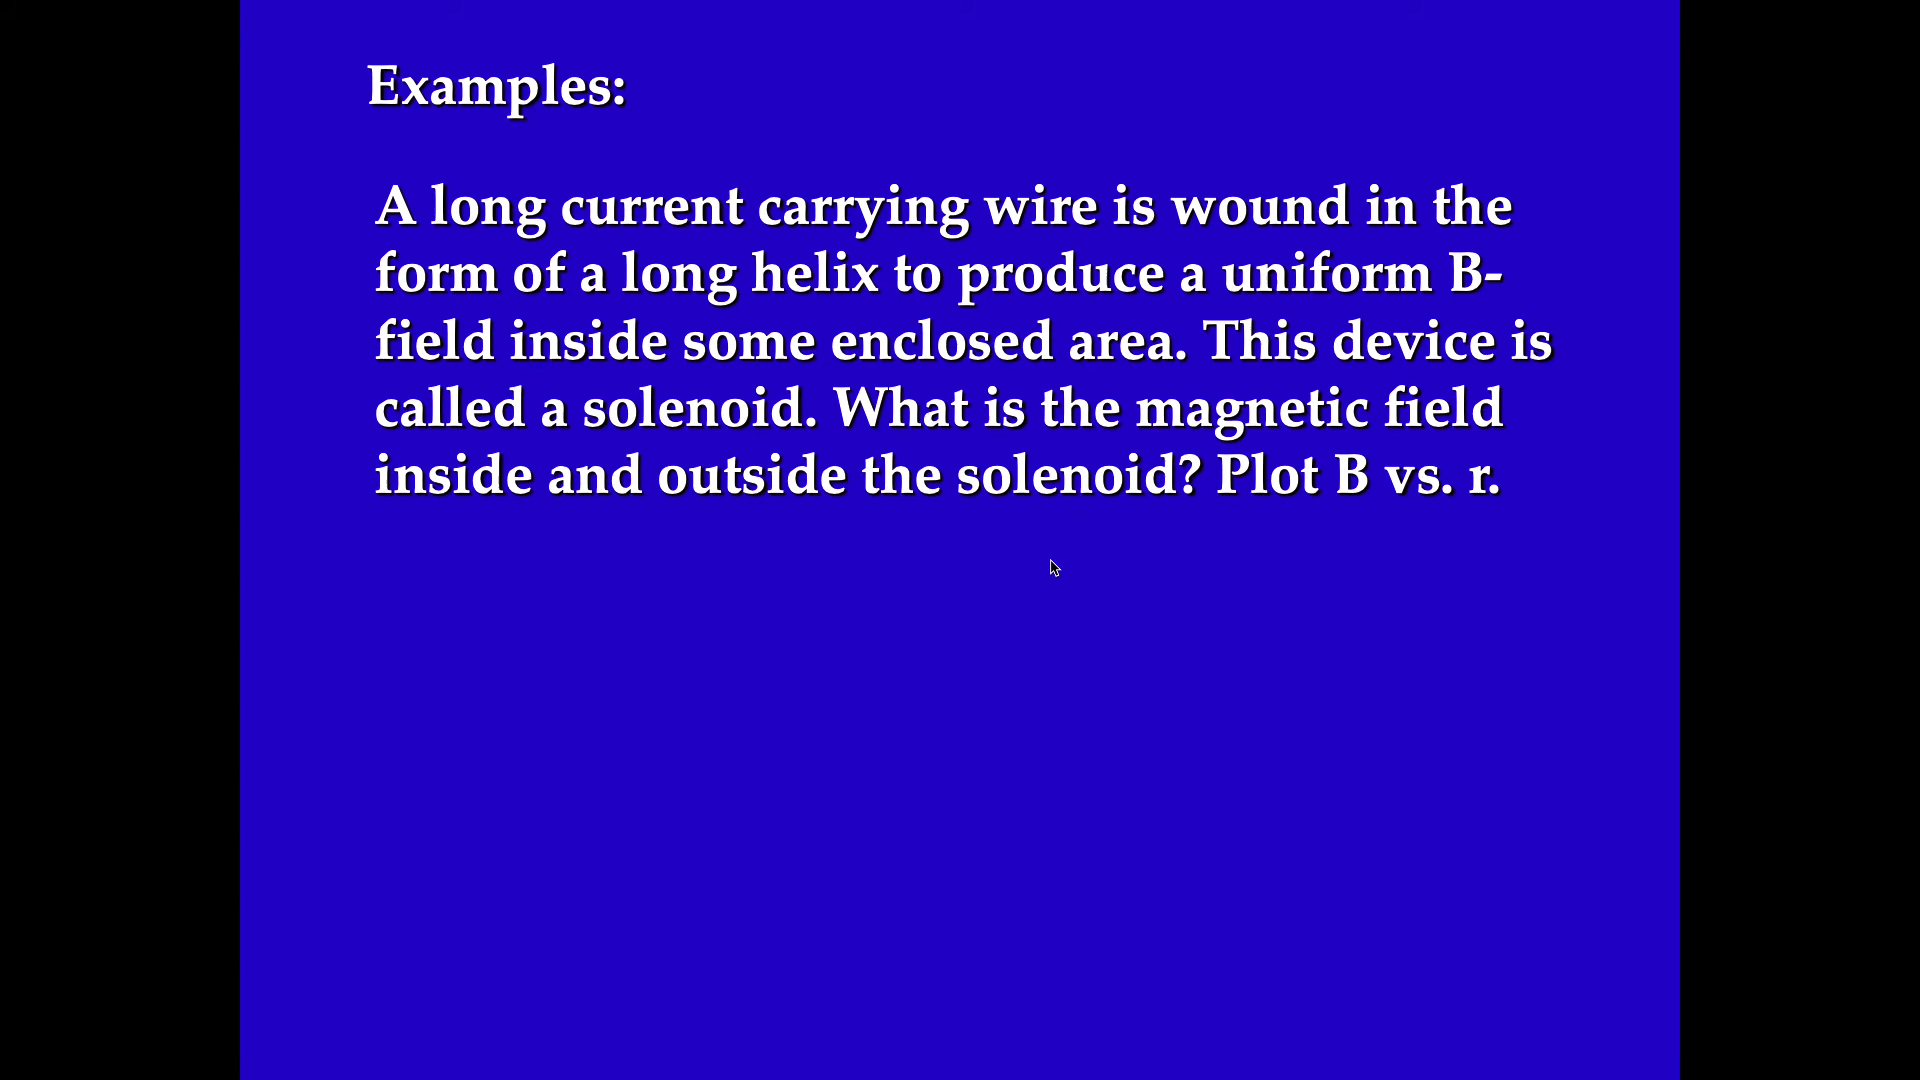 Examples:
A long current carrying wire is wound in the
form of a long helix to produce a uniform B-
field inside some enclosed area. This device is
called a solenoid. What is the magnetic field
inside and outside the solenoid? Plot B vs. r.